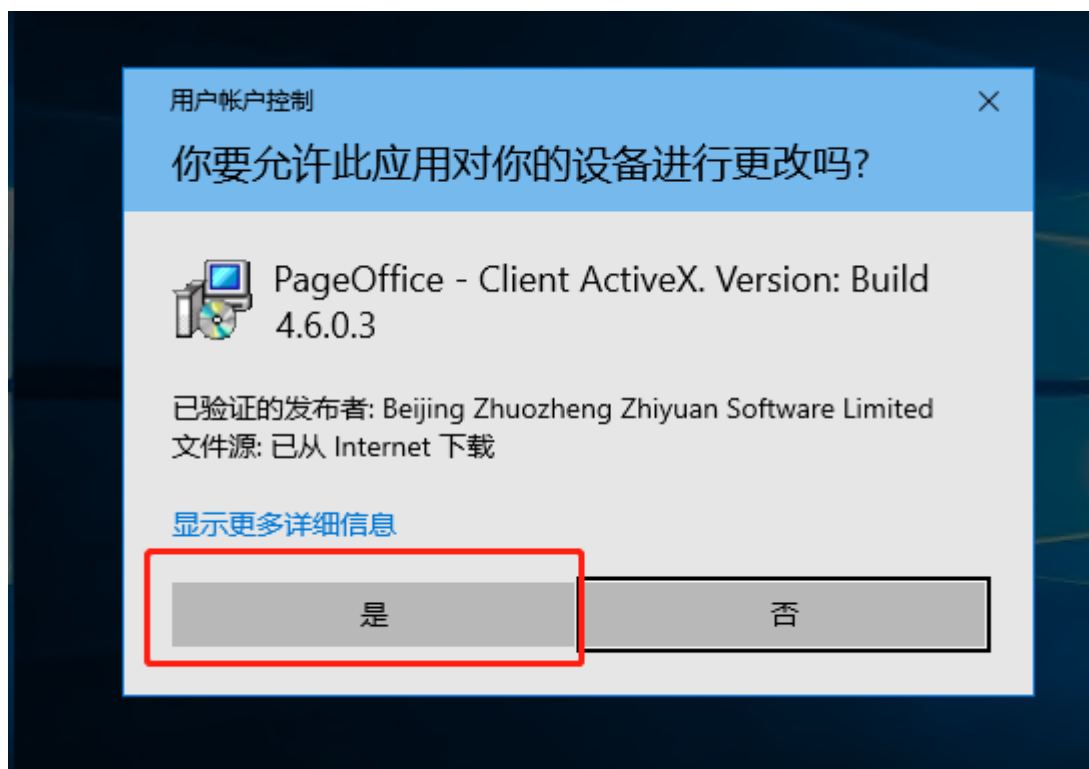 用户帐户控制
你要允许此应用对你的设备进行更改吗?
PageOffice - Client ActiveX. Version: Build
4.6.0.3
已验证的发布者: Beijing Zhuozheng Zhiyuan Software Limited
文件源: 已从 Internet 下载
显示更多详细信息
是
否